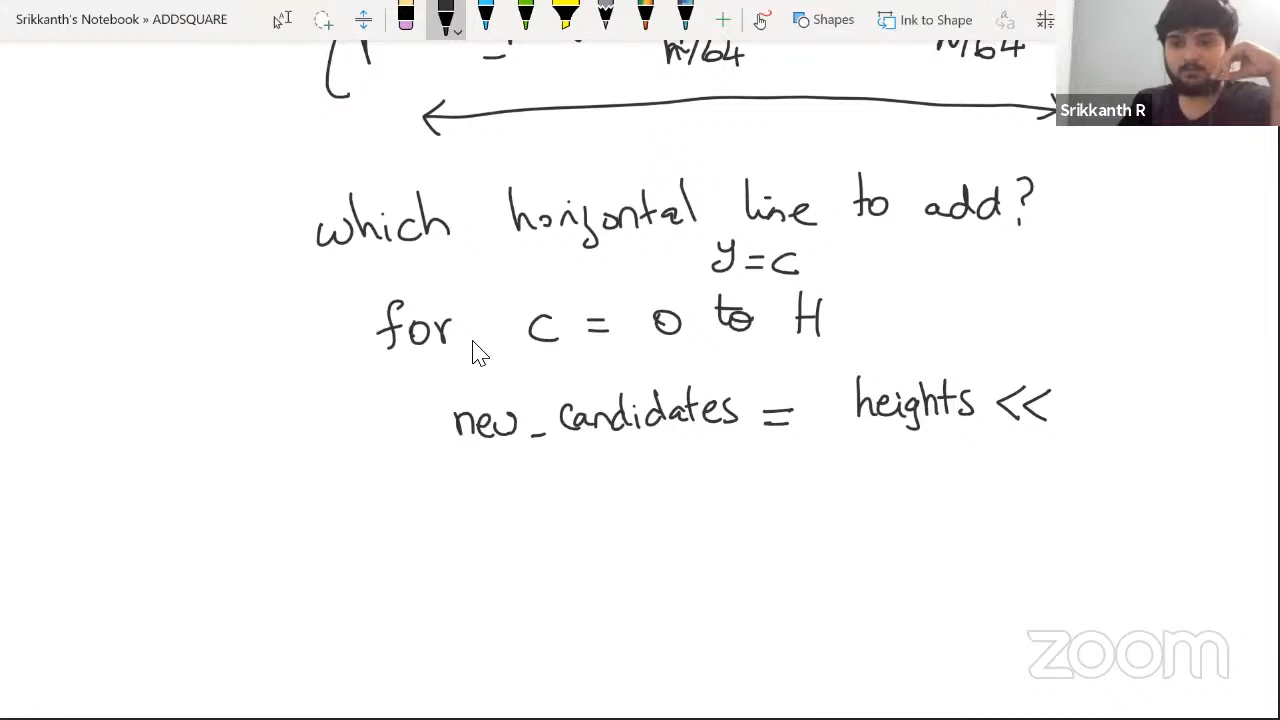 Srikkanth's Notebook » ADDSQUARE
Shapes
Ink to Shape
n/64
n/64
Srikkanth R
which horizontal line to add?
y=c
for c = 0 to H
new_candidates = heights <<
zoom